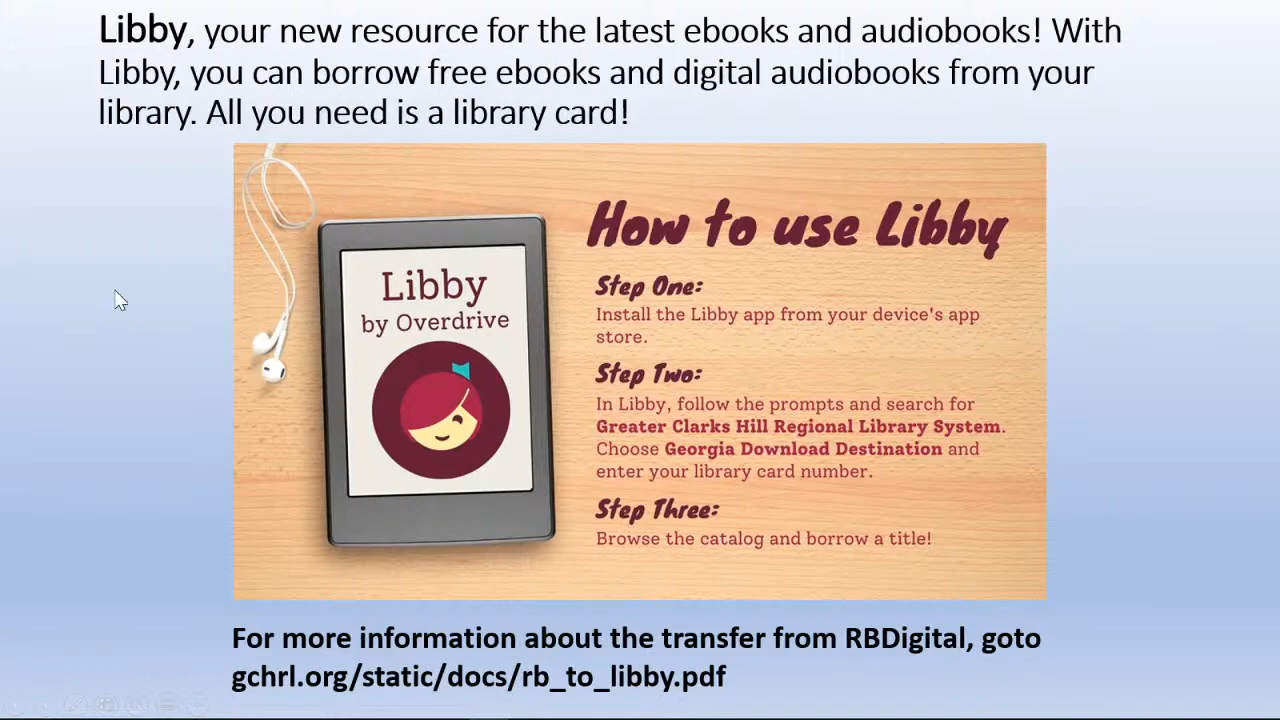 Libby, your new resource for the latest ebooks and audiobooks! With
Libby, you can borrow free ebooks and digital audiobooks from your
library. All you need is a library card!
Libby
by Overdrive
How to use Libby
Step One:
Install the Libby app from your device's app
store.
Step Two:
In Libby, follow the prompts and search for
Greater Clarks Hill Regional Library System.
Choose Georgia Download Destination and
enter your library card number.
Step Three:
Browse the catalog and borrow a title!
For more information about the transfer from RBDigital, goto
gchrl.org/static/docs/rb_to_libby.pdf